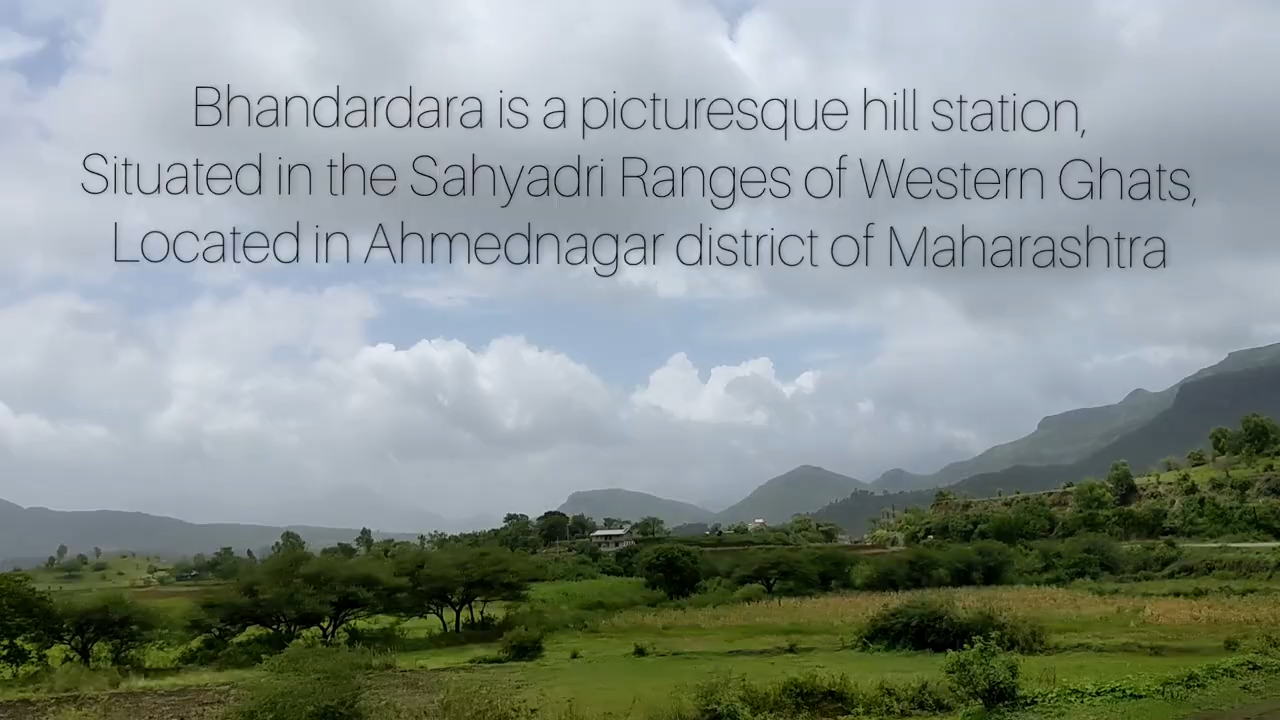 Bhandardara is a picturesque hill station,
Situated in the Sahyadri Ranges of Western Ghats,
Located in Ahmednagar district of Maharashtra